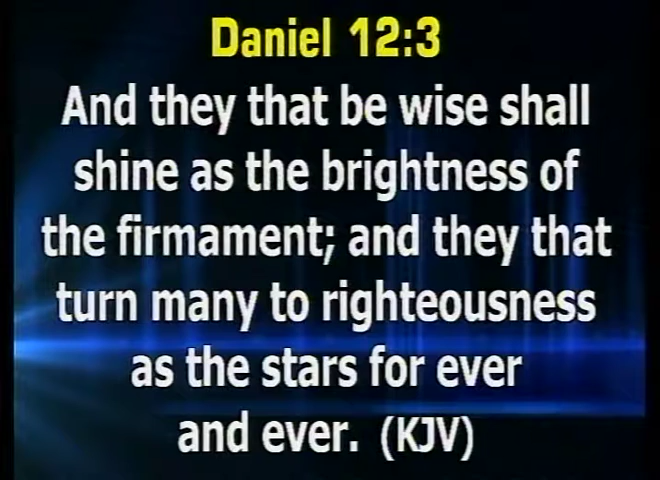 Daniel 12:3
And they that be wise shall
shine as the brightness of
the firmament; and they that
turn many to righteousness
as the stars for ever
and ever. (KJV)